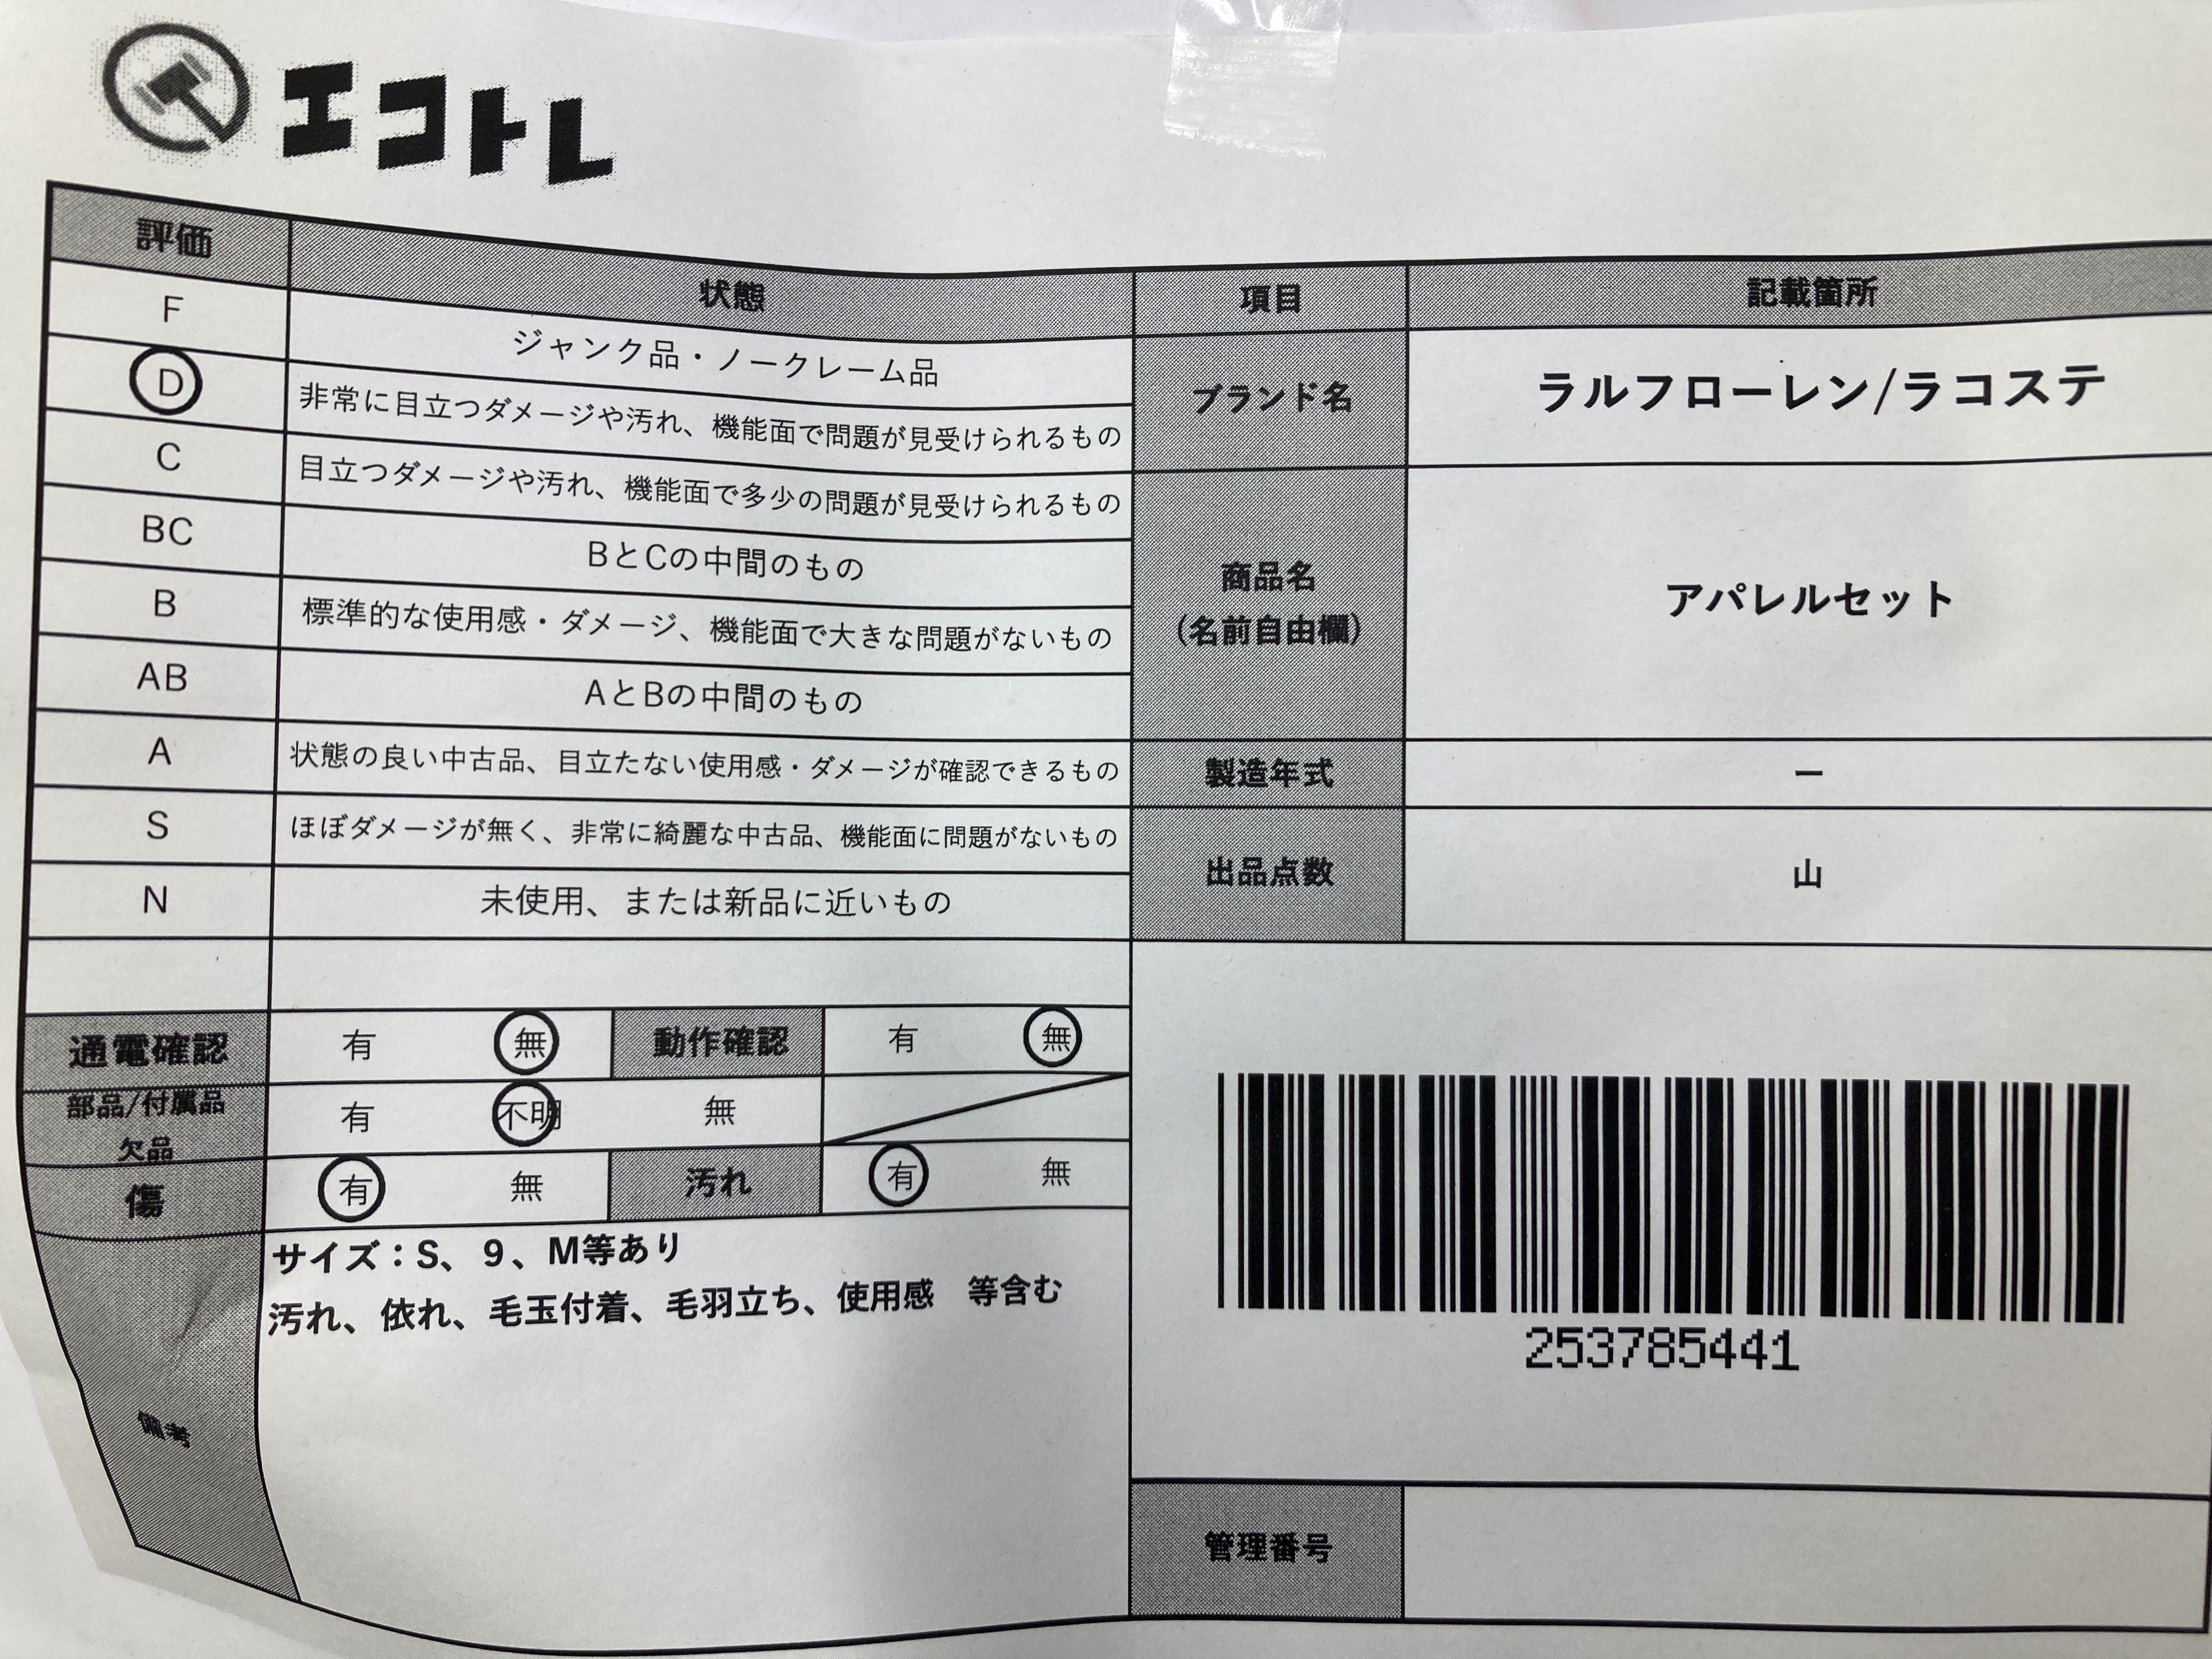 エコトレ
評価 状態 項目 記載箇所
F ジャンク品・ノークレーム品
D 非常に目立つダメージや汚れ、機能面で問題が見受けられるもの
C 目立つダメージや汚れ、機能面で多少の問題が見受けられるもの
BC BとCの中間のもの
B 標準的な使用感・ダメージ、機能面で大きな問題がないもの
AB AとBの中間のもの
A 状態の良い中古品、目立たない使用感・ダメージが確認できるもの
S ほぼダメージが無く、非常に綺麗な中古品、機能面に問題がないもの
N 未使用、または新品に近いもの
ブランド名 ラルフローレン/ラコステ
商品名
(名前自由欄) アパレルセット
製造年式 ー
出品点数 山
通電確認 有 無 動作確認 有 無
部品/付属品
欠品 有 不明 無
傷 有 無 汚れ 有 無
備考
サイズ：S、9、M等あり
汚れ、依れ、毛玉付着、毛羽立ち、使用感 等含む
253785441
管理番号